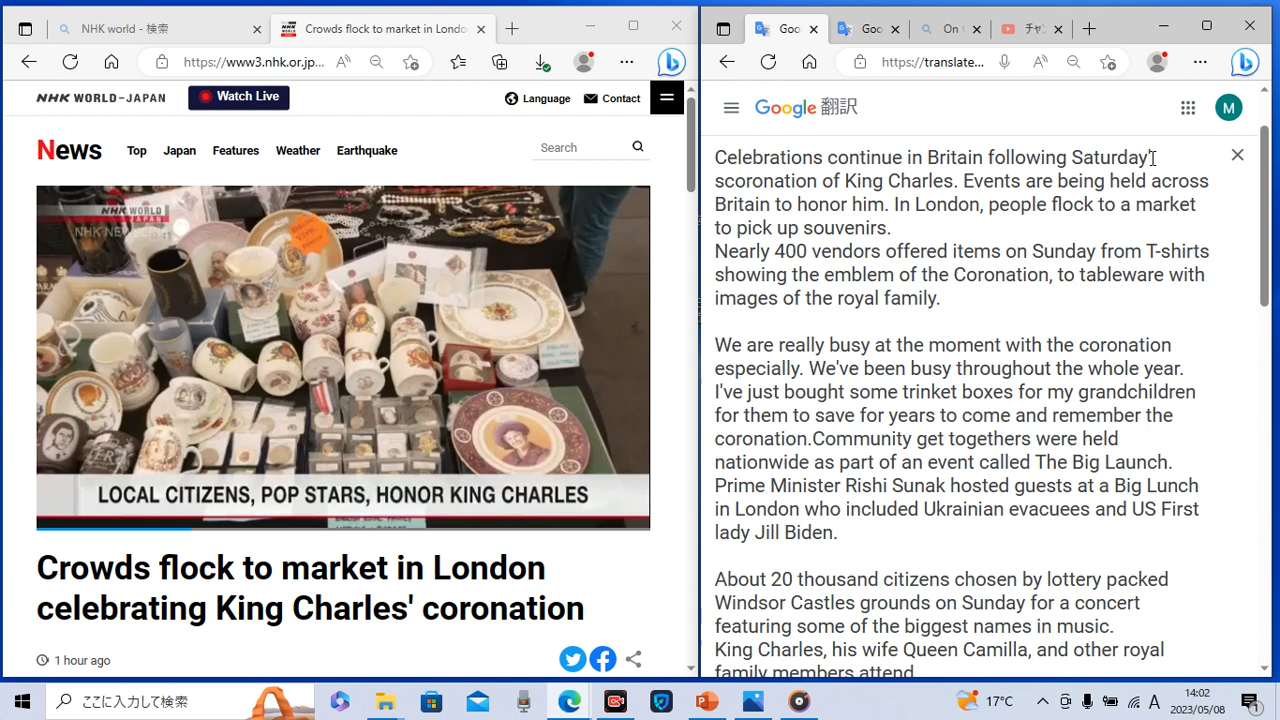 NHK world - 検索
Crowds flock to market in Londo
https://www3.nhk.or.jp...
NHK WORLD-JAPAN
Watch Live
Language
Contact
News
Top
Japan
Features
Weather
Earthquake
Search
NHK WORLD
JAPAN
LOCAL CITIZENS, POP STARS, HONOR KING CHARLES
Crowds flock to market in London
celebrating King Charles' coronation
1 hour ago
Goo
Goo
On t
チャン
https://translate...
Google 翻訳
M
Celebrations continue in Britain following Saturday'
scoronation of King Charles. Events are being held across
Britain to honor him. In London, people flock to a market
to pick up souvenirs.
Nearly 400 vendors offered items on Sunday from T-shirts
showing the emblem of the Coronation, to tableware with
images of the royal family.
We are really busy at the moment with the coronation
especially. We've been busy throughout the whole year.
I've just bought some trinket boxes for my grandchildren
for them to save for years to come and remember the
coronation.Community get togethers were held
nationwide as part of an event called The Big Launch.
Prime Minister Rishi Sunak hosted guests at a Big Lunch
in London who included Ukrainian evacuees and US First
lady Jill Biden.
About 20 thousand citizens chosen by lottery packed
Windsor Castles grounds on Sunday for a concert
featuring some of the biggest names in music.
King Charles, his wife Queen Camilla, and other royal
family members attend
ここに入力して検索
17°C
A
14:02
2023/05/08
1